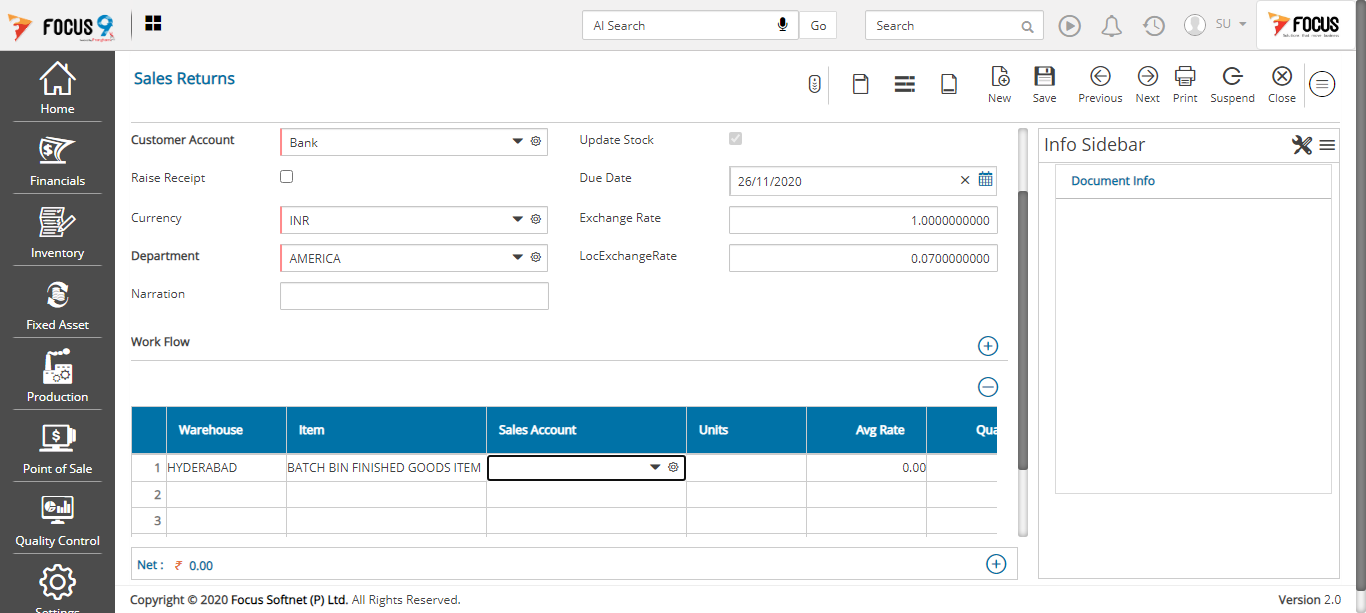 FOCUS 9
AI Search
Go
Search
SU
FOCUS
Home
Financials
Inventory
Fixed Asset
Production
Point of Sale
Quality Control
Settings
Sales Returns
New
Save
Previous
Next
Print
Suspend
Close
Customer Account Bank
Update Stock
Raise Receipt
Due Date 26/11/2020
Currency INR
Exchange Rate 1.0000000000
Department AMERICA
LocExchangeRate 0.0700000000
Narration
Work Flow
Warehouse Item Sales Account Units Avg Rate Qua
1 HYDERABAD BATCH BIN FINISHED GOODS ITEM 0.00
2
3
Net : ₹ 0.00
Info Sidebar
Document Info
Copyright © 2020 Focus Softnet (P) Ltd. All Rights Reserved.
Version 2.0